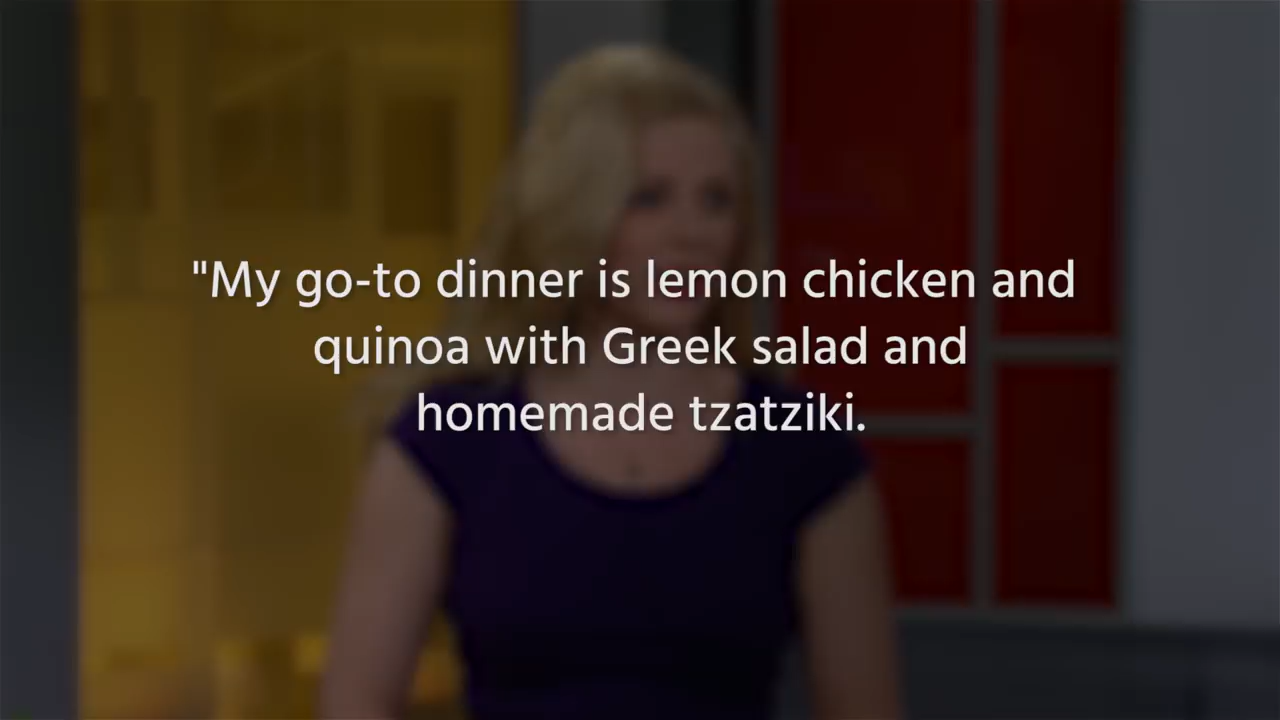 "My go-to dinner is lemon chicken and
quinoa with Greek salad and
homemade tzatziki.